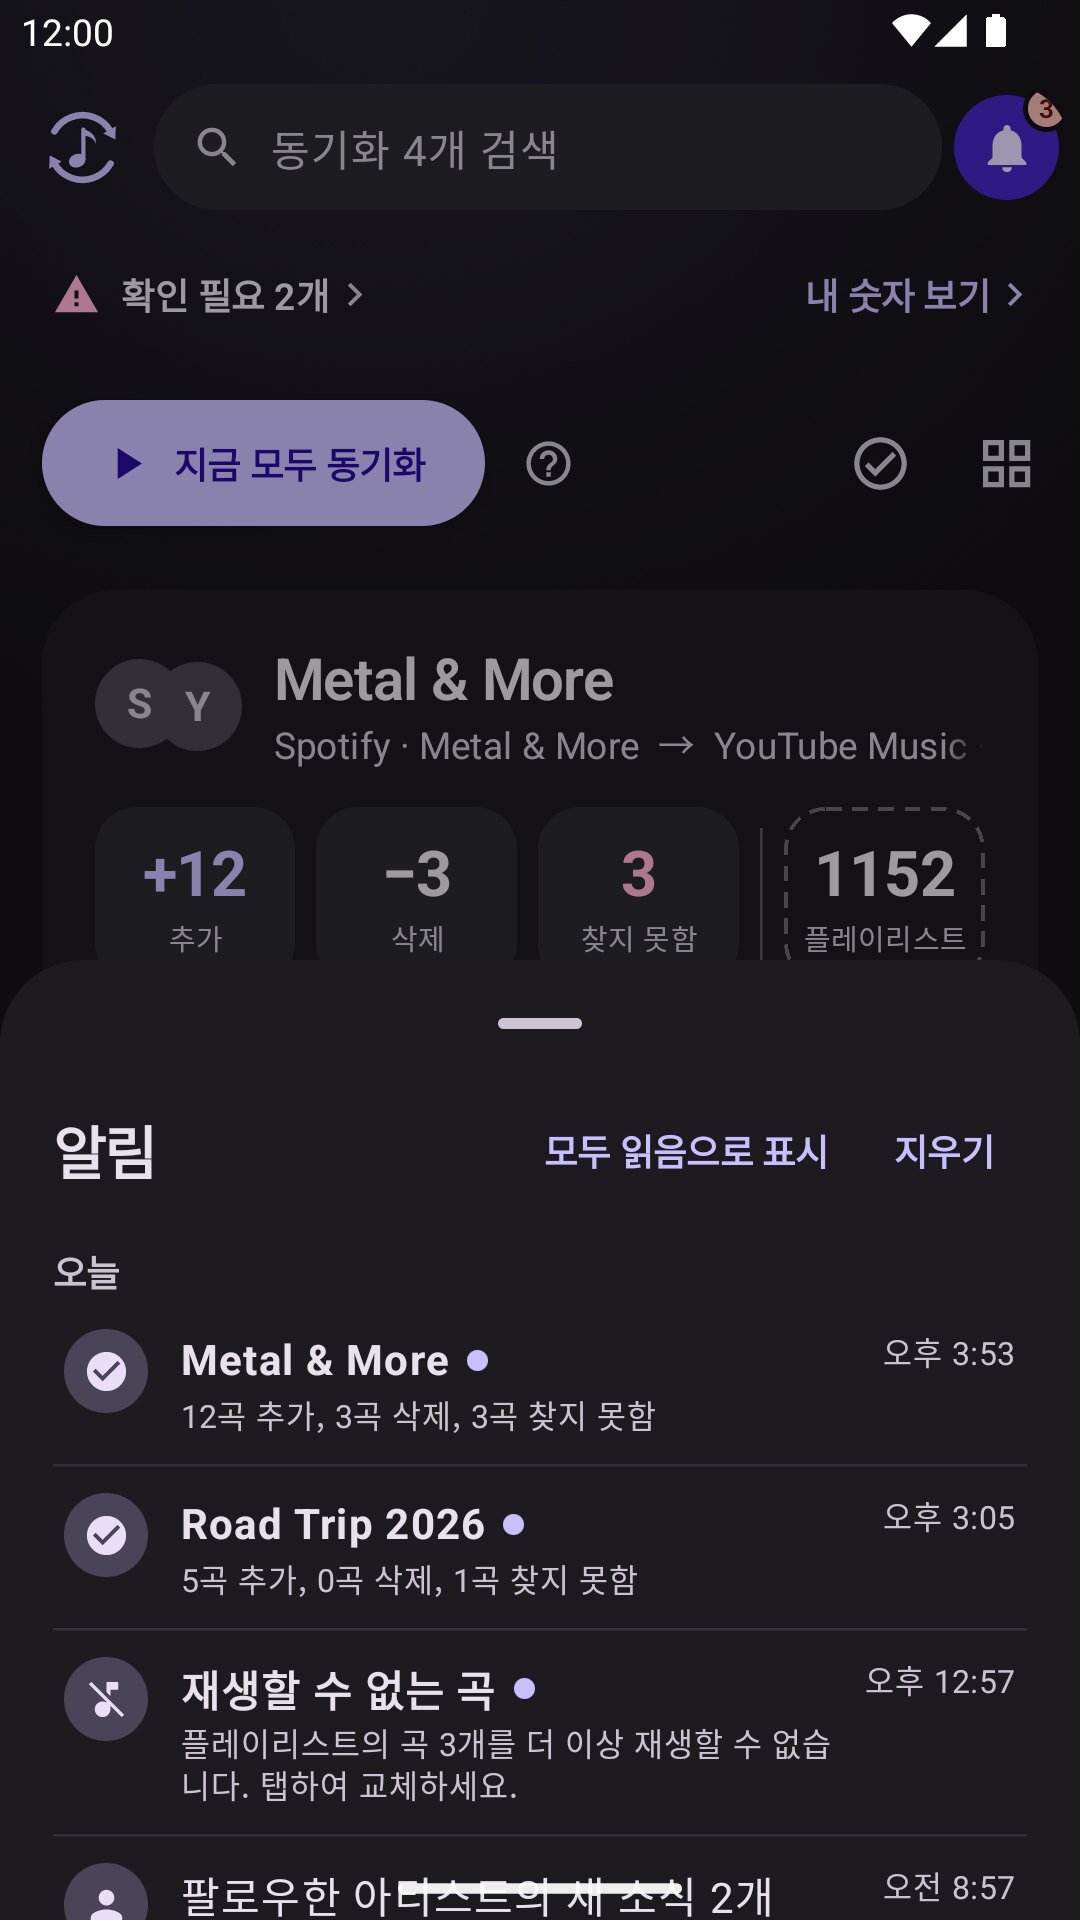 12:00
동기화 4개 검색
3
확인 필요 2개
내 숫자 보기
지금 모두 동기화
S Y
Metal & More
Spotify · Metal & More → YouTube Music
+12
추가
−3
삭제
3
찾지 못함
1152
플레이리스트
알림
모두 읽음으로 표시
지우기
오늘
Metal & More
오후 3:53
12곡 추가, 3곡 삭제, 3곡 찾지 못함
Road Trip 2026
오후 3:05
5곡 추가, 0곡 삭제, 1곡 찾지 못함
재생할 수 없는 곡
오후 12:57
플레이리스트의 곡 3개를 더 이상 재생할 수 없습
니다. 탭하여 교체하세요.
팔로우한 아티스트의 새 소식 2개
오전 8:57